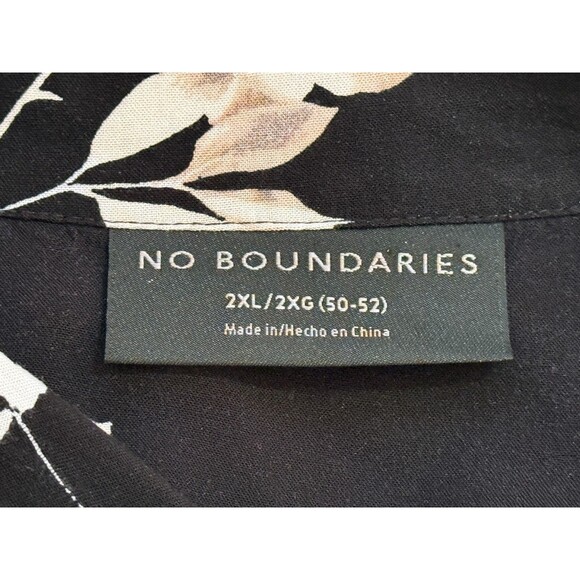 NO BOUNDARIES
2XL/2XG (50-52)
Made in/Hecho en China